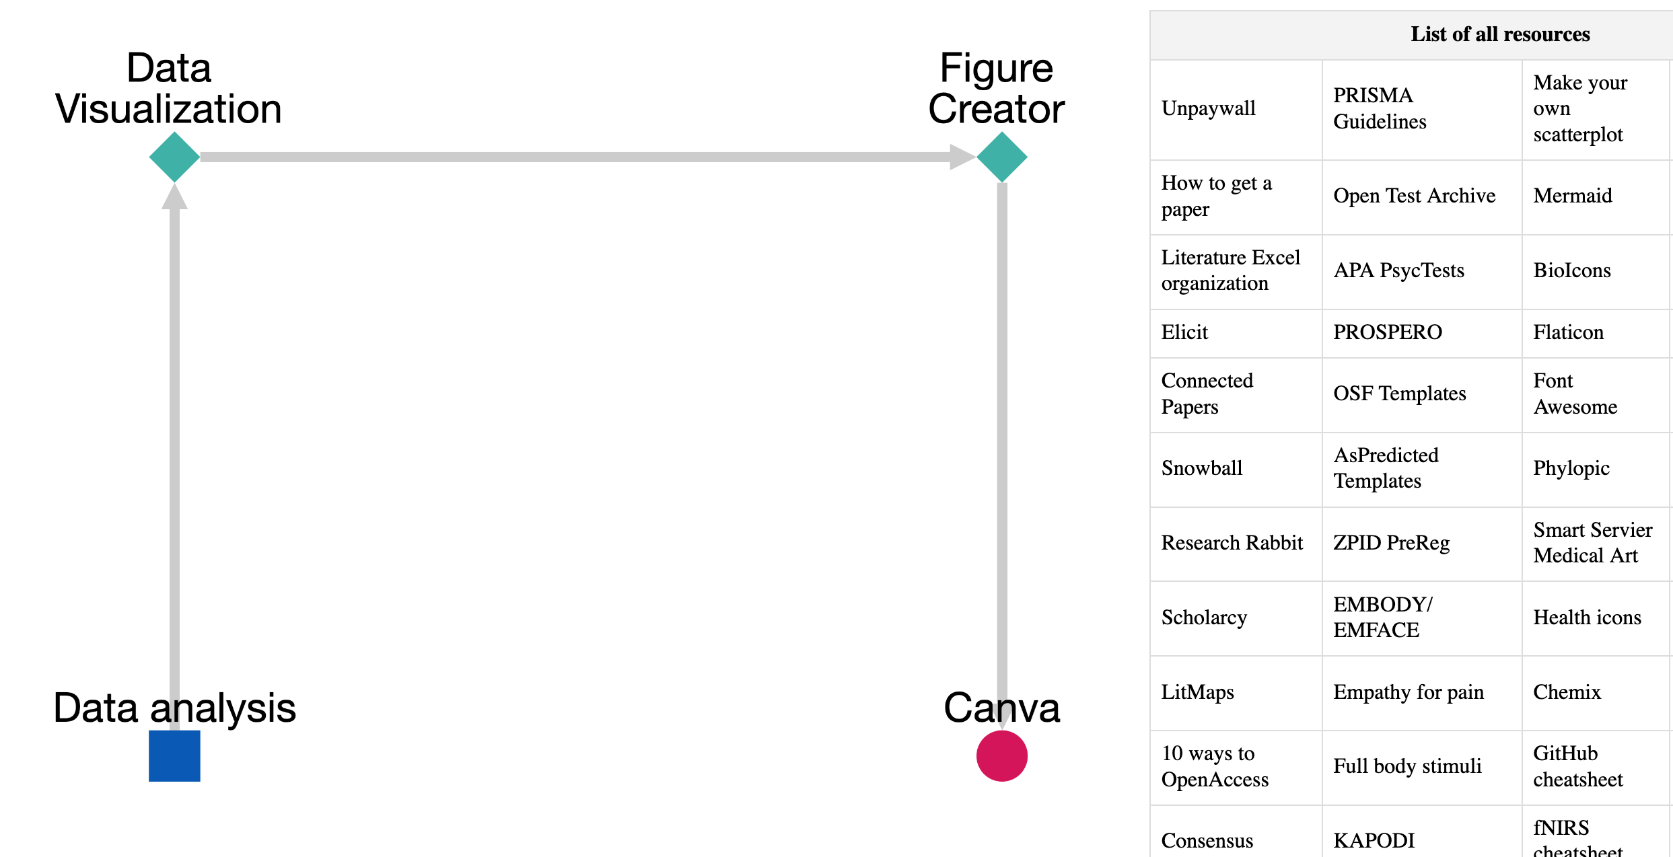 Data
Visualization
Figure
Creator
Data analysis
Canva
List of all resources
Unpaywall
PRISMA
Guidelines
Make your
own
scatterplot
How to get a
paper
Open Test Archive
Mermaid
Literature Excel
organization
APA PsycTests
BioIcons
Elicit
PROSPERO
Flaticon
Connected
Papers
OSF Templates
Font
Awesome
Snowball
AsPredicted
Templates
Phylopic
Research Rabbit
ZPID PreReg
Smart Servier
Medical Art
Scholarcy
EMBODY/
EMFACE
Health icons
LitMaps
Empathy for pain
Chemix
10 ways to
OpenAccess
Full body stimuli
GitHub
cheatsheet
Consensus
KAPODI
fNIRS
cheatsheet